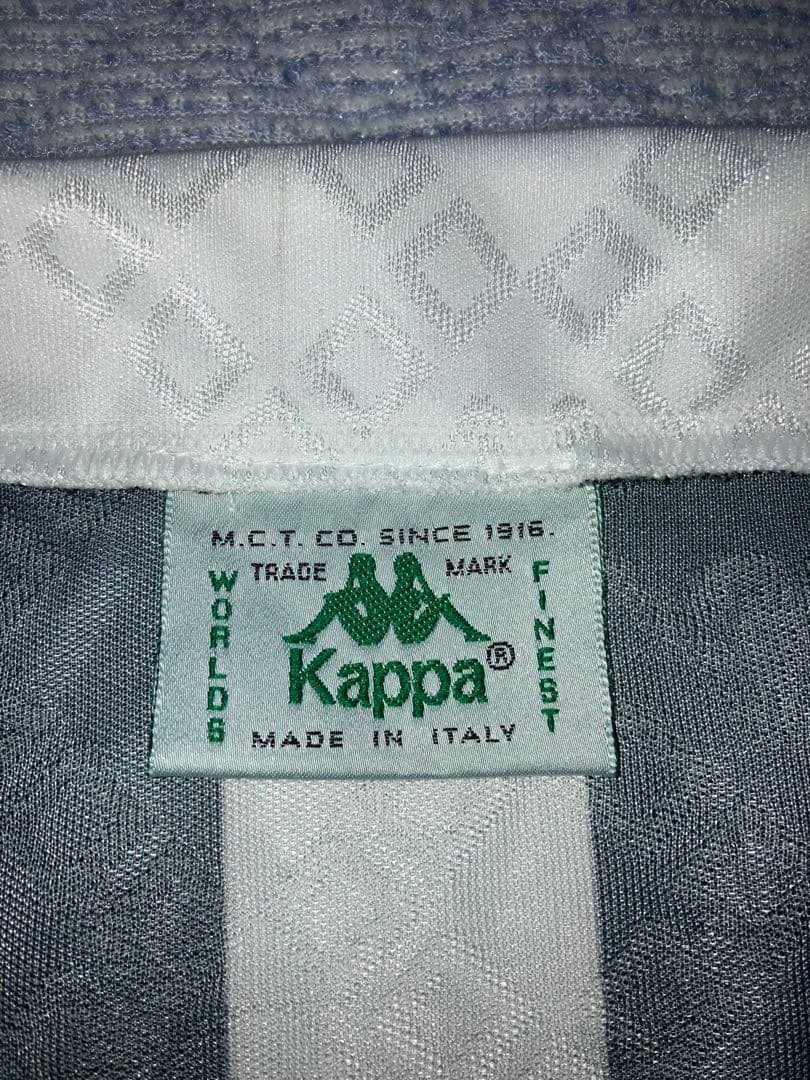 M.C.T. CO. SINCE 1916.
TRADE MARK
WORLDS
FINEST
Kappa®
MADE IN ITALY